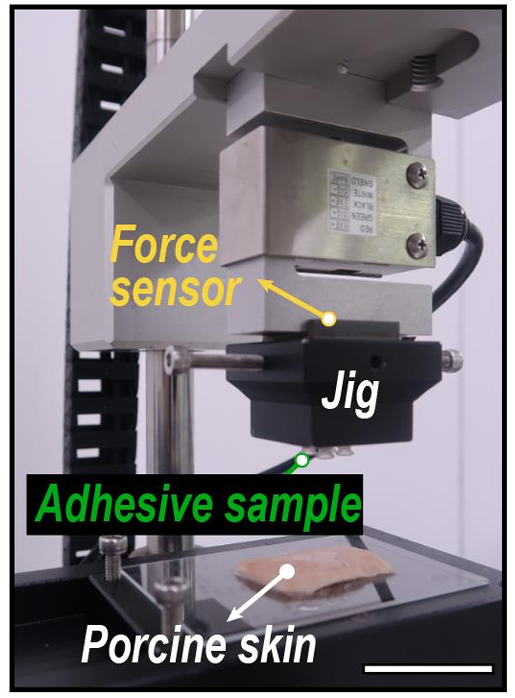 RED
GREEN
BLACK
WHITE
SHIELD
Force
sensor
Jig
Adhesive sample
Porcine skin